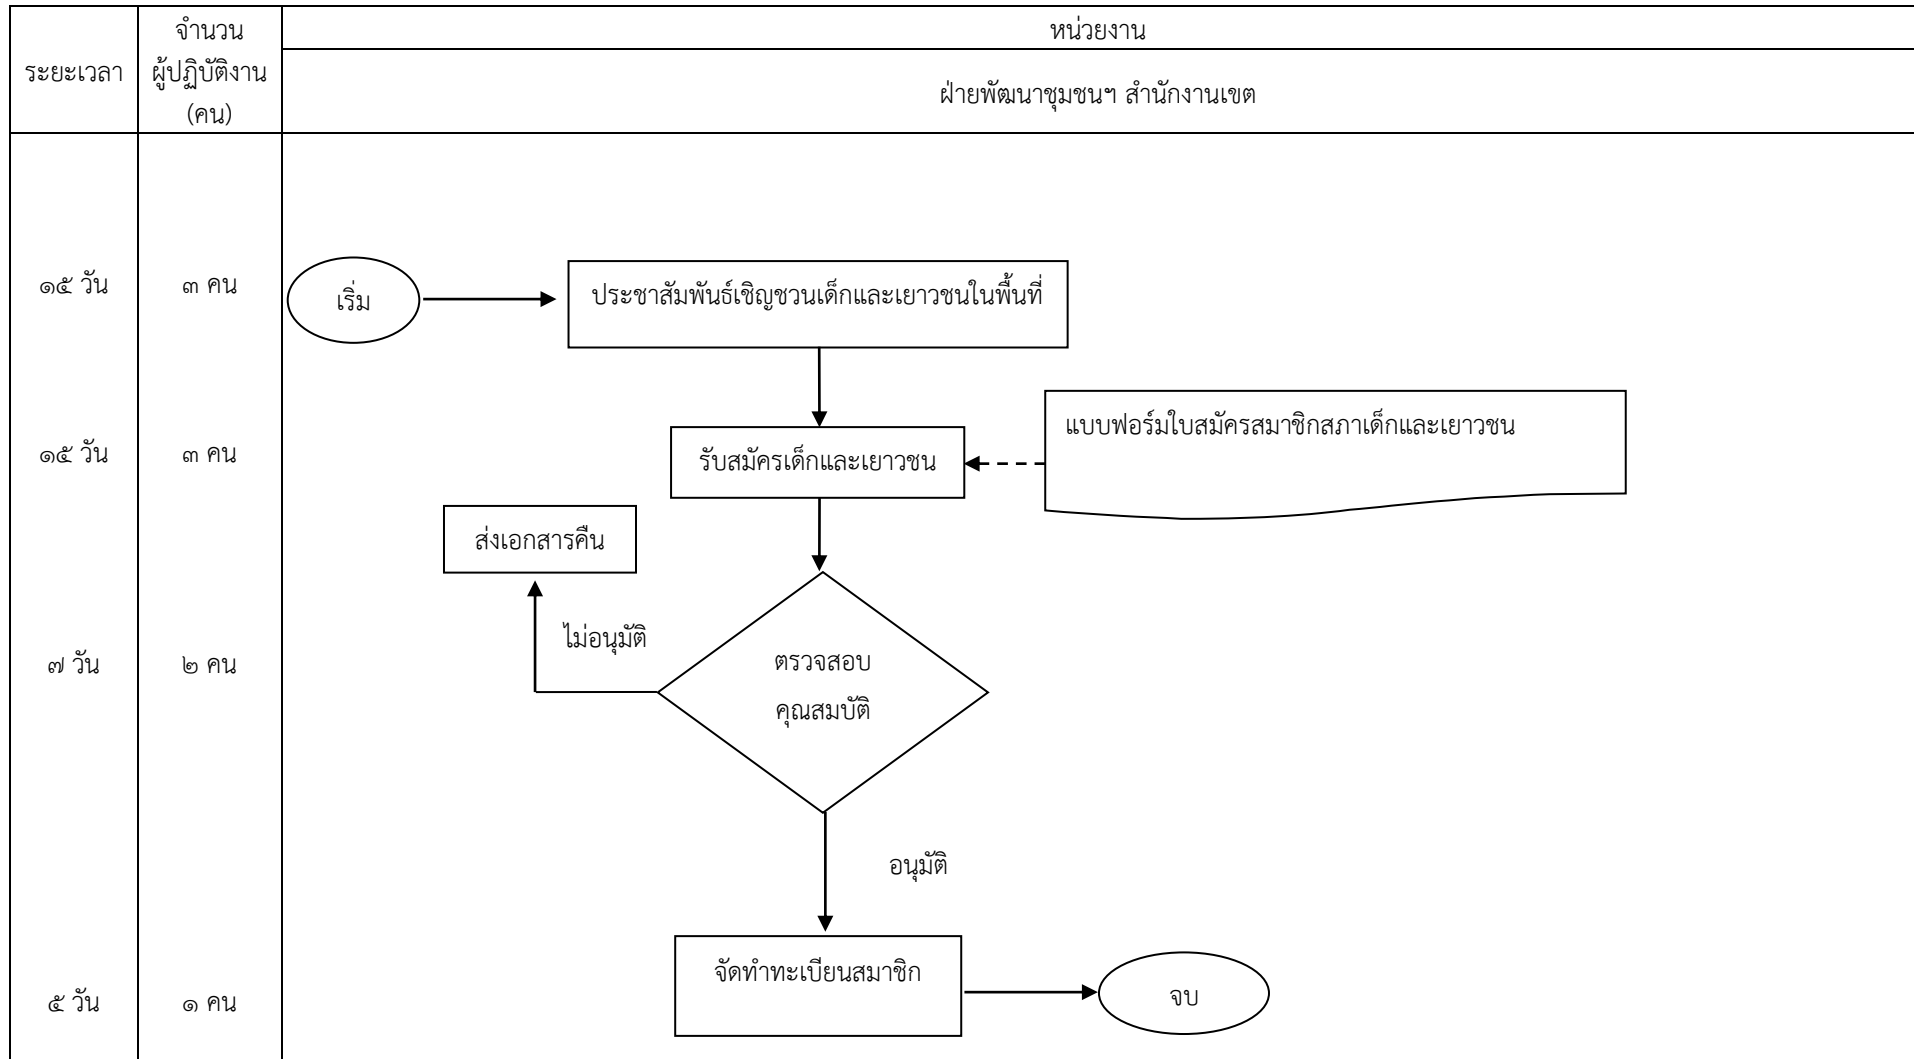 ระยะเวลา
จำนวน
ผู้ปฏิบัติงาน
(คน)
หน่วยงาน
ฝ่ายพัฒนาชุมชนฯ สำนักงานเขต
๑๕ วัน
๓ คน
เริ่ม
ประชาสัมพันธ์เชิญชวนเด็กและเยาวชนในพื้นที่
๑๕ วัน
๓ คน
รับสมัครเด็กและเยาวชน
แบบฟอร์มใบสมัครสมาชิกสภาเด็กและเยาวชน
ส่งเอกสารคืน
ไม่อนุมัติ
๗ วัน
๒ คน
ตรวจสอบ
คุณสมบัติ
อนุมัติ
จัดทำทะเบียนสมาชิก
๕ วัน
๑ คน
จบ